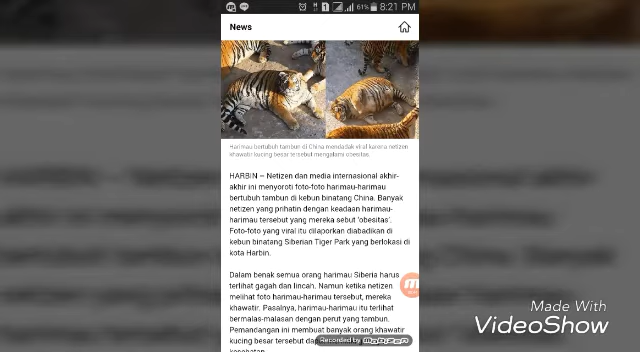 61% 8:21 PM
News
Harimau bertubuh tambun di China mendadak viral karena netizen
khawatir kucing besar tersebut mengalami obesitas.
HARBIN – Netizen dan media internasional akhir-
akhir ini menyoroti foto-foto harimau-harimau
bertubuh tambun di kebun binatang China. Banyak
netizen yang prihatin dengan keadaan harimau-
harimau tersebut yang mereka sebut 'obesitas'.
Foto-foto yang viral itu dilaporkan diabadikan di
kebun binatang Siberian Tiger Park yang berlokasi di
kota Harbin.
Dalam benak semua orang harimau Siberia harus
terlihat gagah dan lincah. Namun ketika netizen
melihat foto harimau-harimau tersebut, mereka
khawatir. Pasalnya, harimau-harimau itu terlihat
bermalas-malasan dengan perut yang tambun.
Pemandangan ini membuat banyak orang khawatir
kucing besar tersebut
Recorded by mobizen
kesehatan
Made With
VideoShow